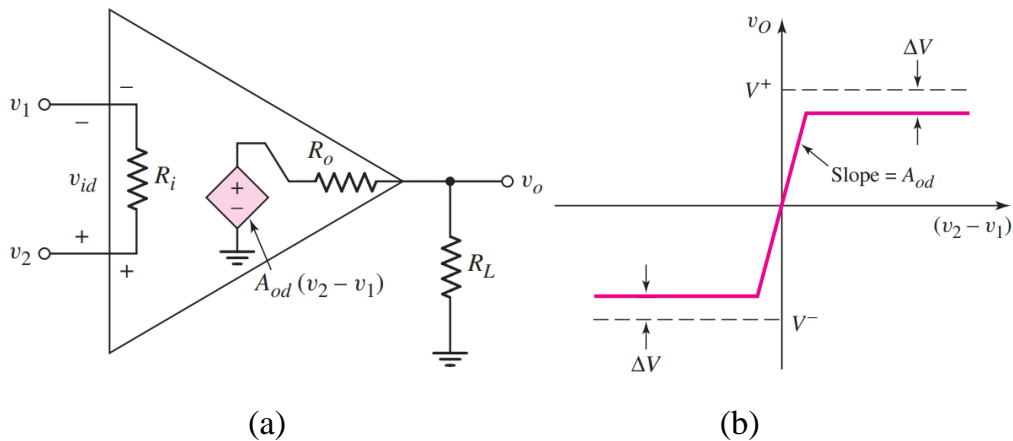 v1
−
−
vid
Ri
+
v2
+
+
−
Ro
Aod (v2 − v1)
vo
RL
(a)
vO
ΔV
V+
Slope = Aod
(v2 − v1)
V−
ΔV
(b)